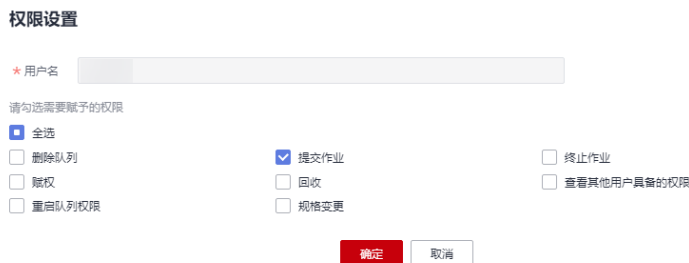 权限设置
* 用户名
请勾选需要赋予的权限
全选
删除队列 提交作业 终止作业
赋权 回收 查看其他用户具备的权限
重启队列权限 规格变更
确定 取消